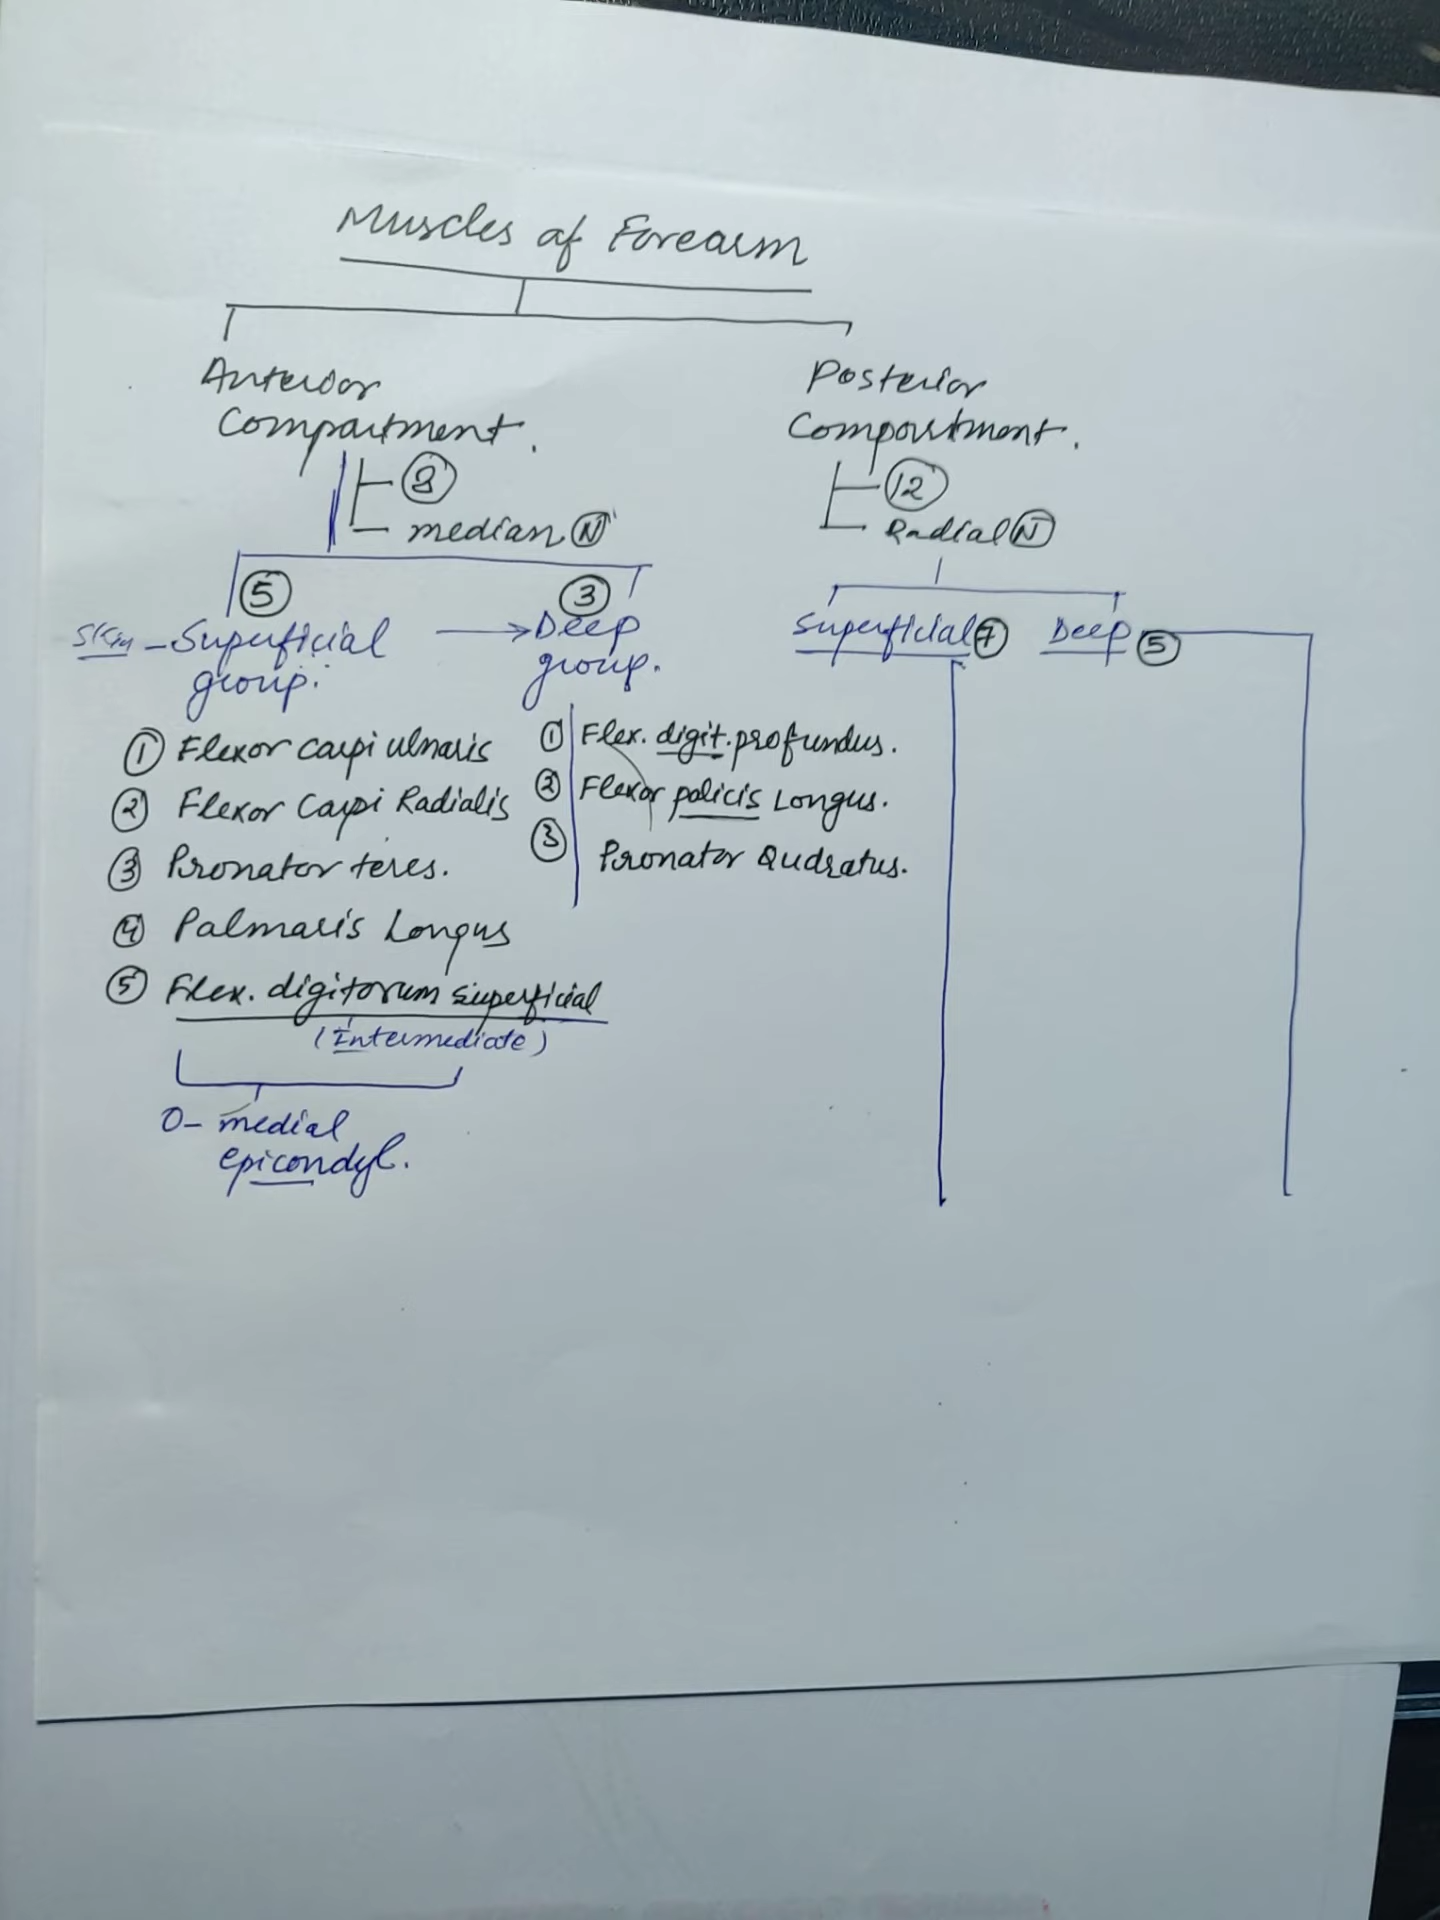 Muscles of Forearm
Anterior
Compartment.
8
median N
5
3
Skin - Superficial
group.
Deep
group.
1 Flexor carpi ulnaris
2 Flexor Carpi Radialis
3 Pronator teres.
4 Palmaris Longus
5 Flex. digitorum superficial
(Intermediate)
O- medial
epicondyl.
1 Flex. digit. profundus.
2 Flexor policis Longus.
3 Pronator Qudratus.
Posterior
Compartment.
12
Radial N
Superficial 7
Deep 5